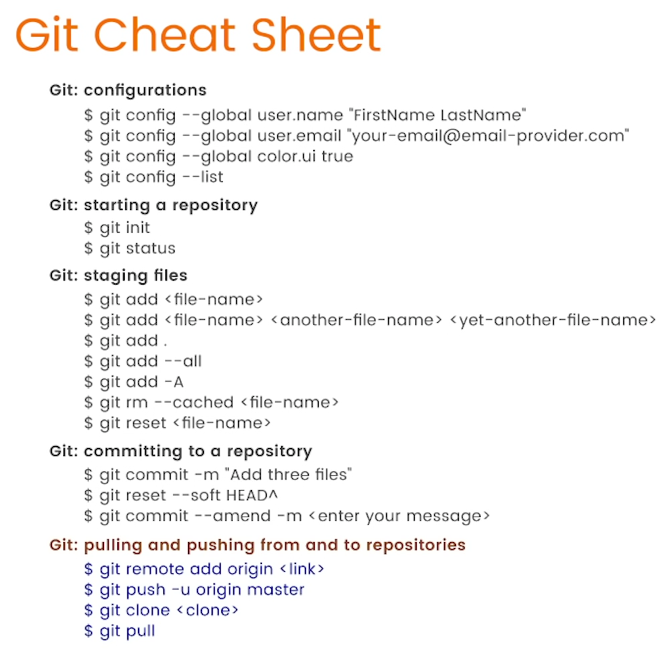 Git Cheat Sheet
Git: configurations
$ git config --global user.name "FirstName LastName"
$ git config --global user.email "your-email@email-provider.com"
$ git config --global color.ui true
$ git config --list
Git: starting a repository
$ git init
$ git status
Git: staging files
$ git add <file-name>
$ git add <file-name> <another-file-name> <yet-another-file-name>
$ git add .
$ git add --all
$ git add -A
$ git rm --cached <file-name>
$ git reset <file-name>
Git: committing to a repository
$ git commit -m "Add three files"
$ git reset --soft HEAD^
$ git commit --amend -m <enter your message>
Git: pulling and pushing from and to repositories
$ git remote add origin <link>
$ git push -u origin master
$ git clone <clone>
$ git pull